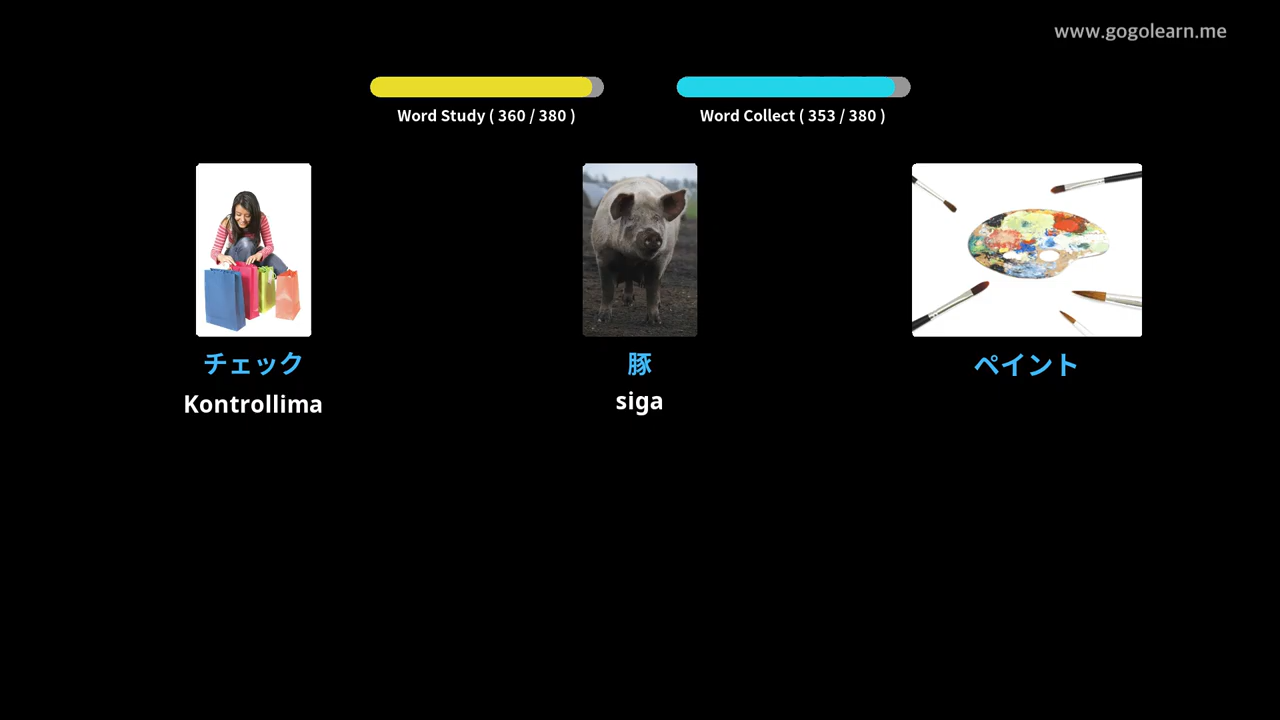 www.gogolearn.me
Word Study ( 360 / 380 )
Word Collect ( 353 / 380 )
チェック
Kontrollima
豚
siga
ペイント